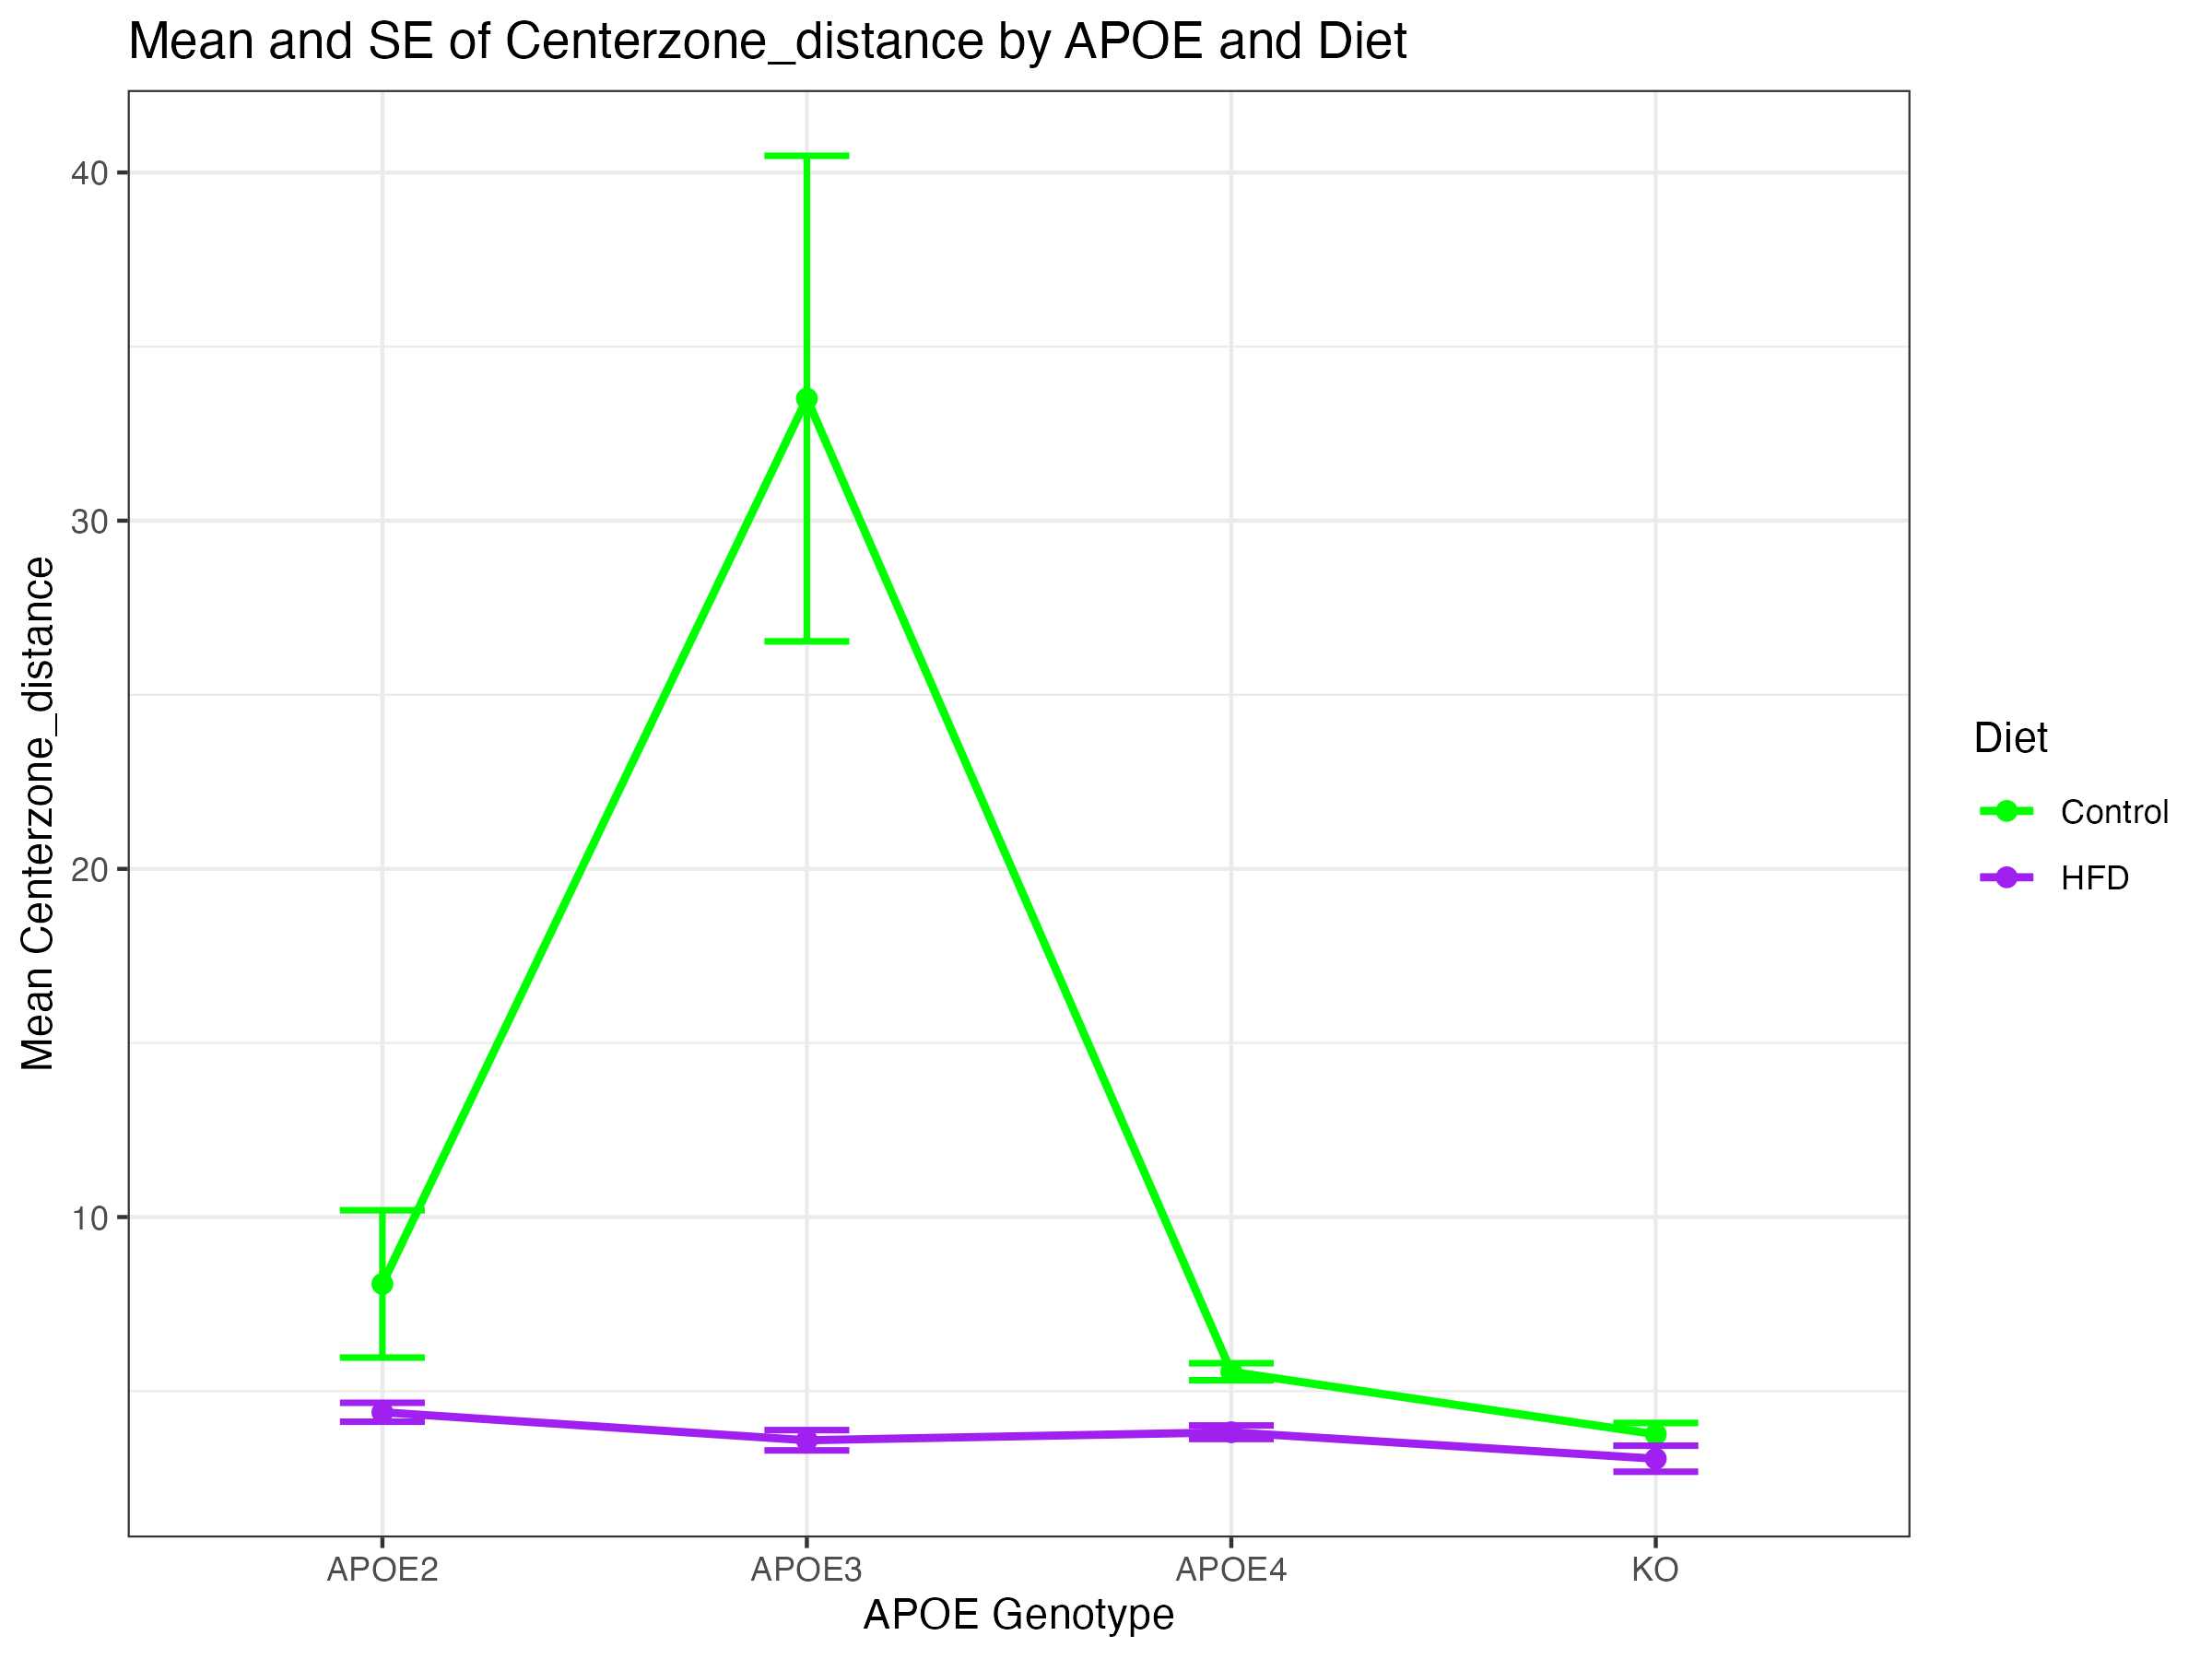 Mean and SE of Centerzone_distance by APOE and Diet
Mean Centerzone_distance
40
30
20
10
APOE2 APOE3 APOE4 KO
APOE Genotype
Diet
Control
HFD